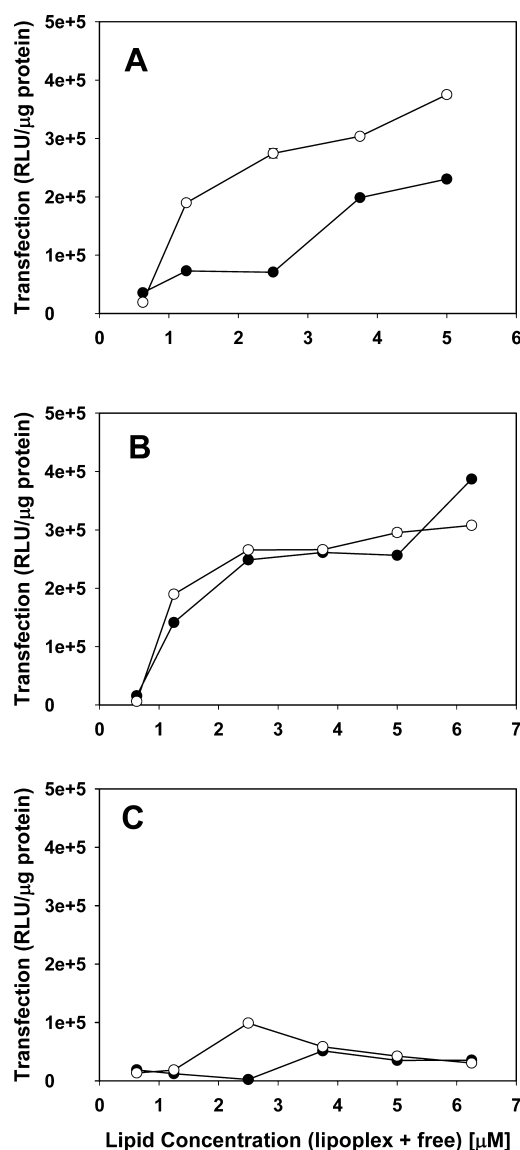 5e+5
A
4e+5
3e+5
2e+5
1e+5
0
0 1 2 3 4 5 6
Transfection (RLU/μg protein)
5e+5
B
4e+5
3e+5
2e+5
1e+5
0
0 1 2 3 4 5 6 7
Transfection (RLU/μg protein)
5e+5
C
4e+5
3e+5
2e+5
1e+5
0
0 1 2 3 4 5 6 7
Transfection (RLU/μg protein)
Lipid Concentration (lipoplex + free) [μM]